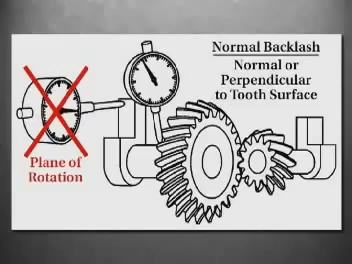 Normal Backlash
Normal or
Perpendicular
to Tooth Surface
Plane of
Rotation